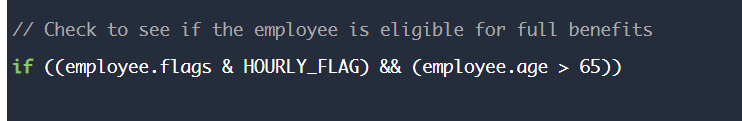 // Check to see if the employee is eligible for full benefits
if ((employee.flags & HOURLY_FLAG) && (employee.age > 65))